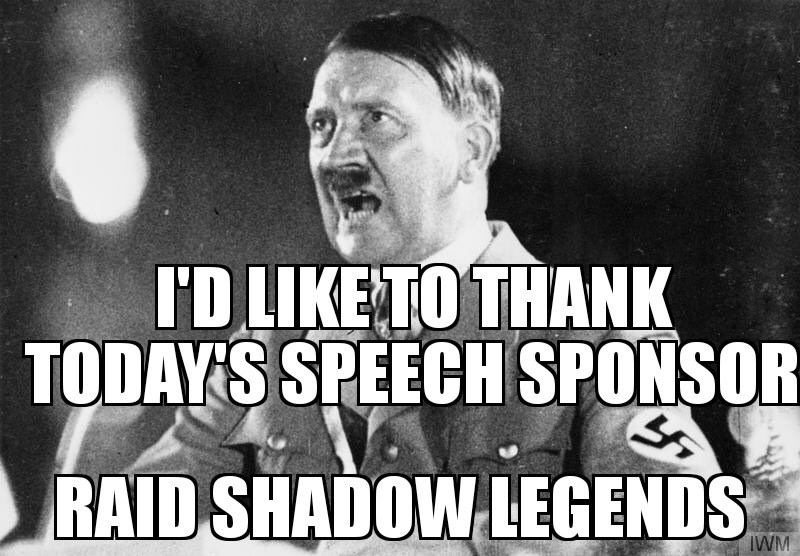 I'D LIKE TO THANK
TODAY'S SPEECH SPONSOR
RAID SHADOW LEGENDS
IWM